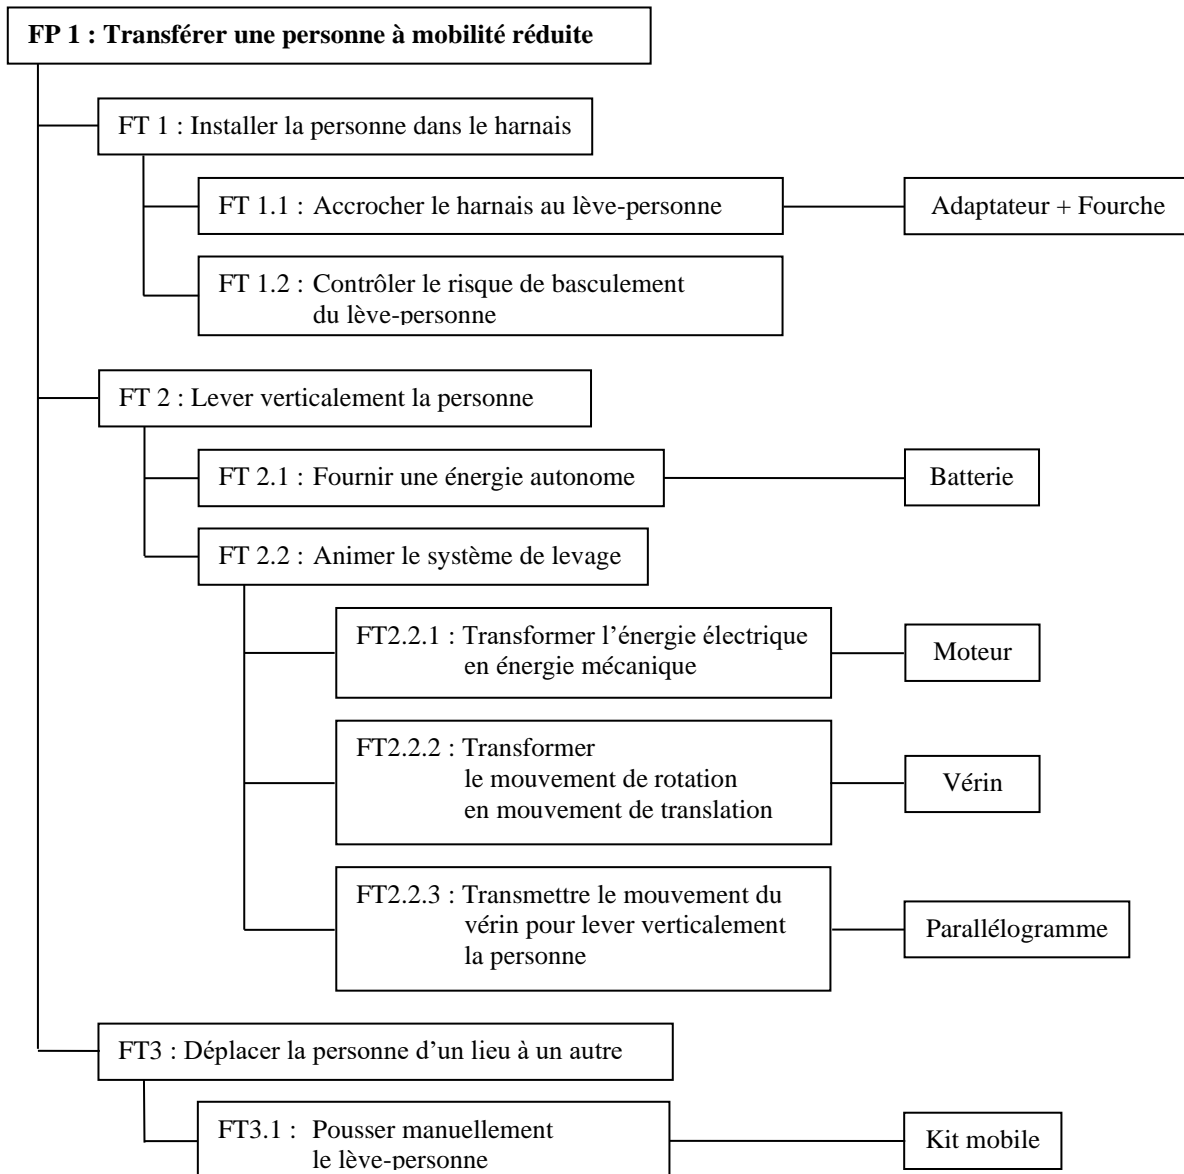 FP 1 : Transférer une personne à mobilité réduite
FT 1 : Installer la personne dans le harnais
FT 1.1 : Accrocher le harnais au lève-personne
Adaptateur + Fourche
FT 1.2 : Contrôler le risque de basculement
du lève-personne
FT 2 : Lever verticalement la personne
FT 2.1 : Fournir une énergie autonome
Batterie
FT 2.2 : Animer le système de levage
FT2.2.1 : Transformer l’énergie électrique
en énergie mécanique
Moteur
FT2.2.2 : Transformer
le mouvement de rotation
en mouvement de translation
Vérin
FT2.2.3 : Transmettre le mouvement du
vérin pour lever verticalement
la personne
Parallélogramme
FT3 : Déplacer la personne d’un lieu à un autre
FT3.1 : Pousser manuellement
le lève-personne
Kit mobile